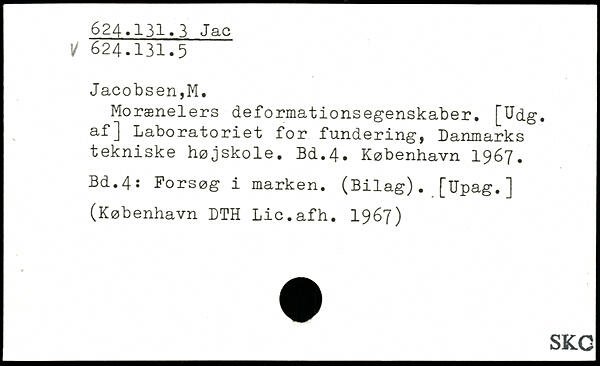 624.131.3 Jac
V 624.131.5
Jacobsen,M.
Morænelers deformationsegenskaber. [Udg.
af] Laboratoriet for fundering, Danmarks
tekniske højskole. Bd.4. København 1967.
Bd.4: Forsøg i marken. (Bilag). [Upag.]
(København DTH Lic.afh. 1967)
SKC